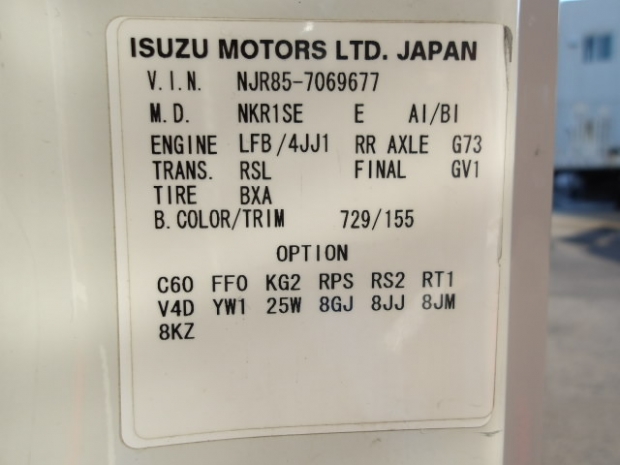 ISUZU MOTORS LTD. JAPAN
V.I.N. NJR85-7069677
M.D. NKR1SE E AI/BI
ENGINE LFB/4JJ1 RR AXLE G73
TRANS. RSL FINAL GV1
TIRE BXA
B.COLOR/TRIM 729/155
OPTION
C60 FF0 KG2 RPS RS2 RT1
V4D YW1 25W 8GJ 8JJ 8JM
8KZ